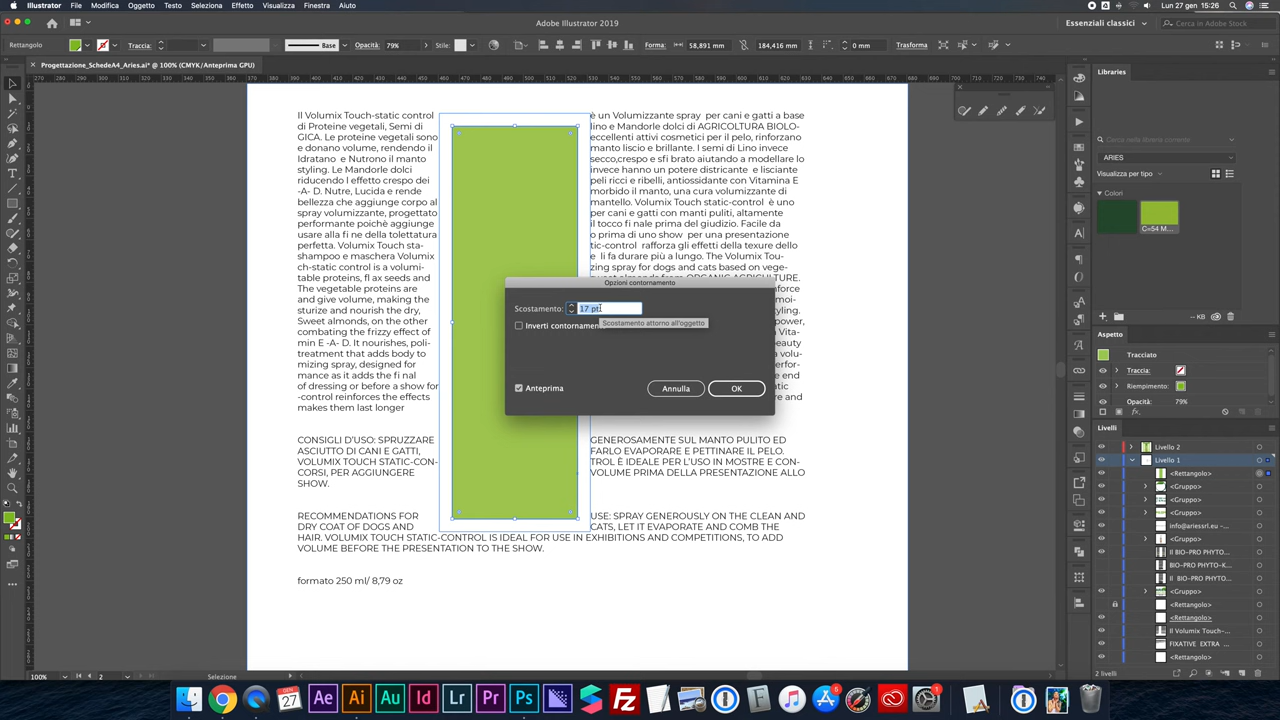 Illustrator File Modifica Oggetto Testo Seleziona Effetto Visualizza Finestra Aiuto
Lun 27 gen 15:26
Adobe Illustrator 2019
Essenziali classici
Cerca in Adobe Stock
Rettangolo
Traccia:
Base
Opacità: 79%
Stile:
Forma:
58,891 mm
184,416 mm
0 mm
Trasforma
Progettazione_SchedeA4_Aries.ai* @ 100% (CMYK/Anteprima GPU)
Il Volumix Touch-static control
di Proteine vegetali, Semi di
GICA. Le proteine vegetali sono
e donano volume, rendendo il
Idratano e Nutrono il manto
styling. Le Mandorle dolci
riducendo l'effetto crespo dei
-A- D. Nutre, Lucida e rende
bellezza che aggiunge corpo al
spray volumizzante, progettato
performante poichè aggiunge
usare alla fi ne della tolettatura
perfetta. Volumix Touch sta-
shampoo e maschera Volumix
ch-static control is a volumi-
table proteins, fl ax seeds and
The vegetable proteins are
and give volume, making the
sturize and nourish the hair.
Sweet almonds, on the other
combating the frizzy effect of
min E -A- D. It nourishes, poli-
treatment that adds body to
mizing spray, designed for
mance as it adds the fi nal
of dressing or before a show for
-control reinforces the effects
makes them last longer
è un Volumizzante spray per cani e gatti a base
lino e Mandorle dolci di AGRICOLTURA BIOLO-
eccellenti attivi cosmetici per il pelo, rinforzano
manto liscio e brillante. I semi di Lino invece
secco,crespo e sfi brato aiutando a modellare lo
invece hanno un potere districante e lisciante
peli ricci e ribelli, antiossidante con Vitamina E
morbido il manto, una cura volumizzante di
mantello. Volumix Touch static-control è uno
per cani e gatti con manti puliti, altamente
il tocco fi nale prima del giudizio. Facile da
o prima di uno show per una presentazione
tic-control rafforza gli effetti della texure dello
e li fa durare più a lungo. The Volumix Tou-
zing spray for dogs and cats based on vege-
CONSIGLI D'USO: SPRUZZARE
ASCIUTTO DI CANI E GATTI,
VOLUMIX TOUCH STATIC-CON-
CORSI, PER AGGIUNGERE
SHOW.
GENEROSAMENTE SUL MANTO PULITO ED
FARLO EVAPORARE E PETTINARE IL PELO.
TROL È IDEALE PER L'USO IN MOSTRE E CON-
VOLUME PRIMA DELLA PRESENTAZIONE ALLO
RECOMMENDATIONS FOR
DRY COAT OF DOGS AND
HAIR. VOLUMIX TOUCH STATIC-CONTROL IS IDEAL FOR USE IN EXHIBITIONS AND COMPETITIONS, TO ADD
VOLUME BEFORE THE PRESENTATION TO THE SHOW.
USE: SPRAY GENEROUSLY ON THE CLEAN AND
CATS, LET IT EVAPORATE AND COMB THE
formato 250 ml/ 8,79 oz
Opzioni contornamento
Scostamento: 17 pt
Scostamento attorno all'oggetto
Inverti contornamento
Anteprima
Annulla
OK
Libraries
ARIES
Visualizza per tipo
Colori
C=54 M...
-- KB
Aspetto
Tracciato
Traccia:
Riempimento:
Opacità: 79%
Livelli
Livello 2
Livello 1
<Rettangolo>
<Gruppo>
<Gruppo>
<Gruppo>
info@ariessrl.eu -...
<Gruppo>
Il BIO-PRO PHYTO...
BIO-PRO PHYTO-K...
Il BIO-PRO PHYTO...
<Gruppo>
<Rettangolo>
<Rettangolo>
Il Volumix Touch-...
FIXATIVE EXTRA ...
<Rettangolo>
2 livelli
100%
2
Selezione